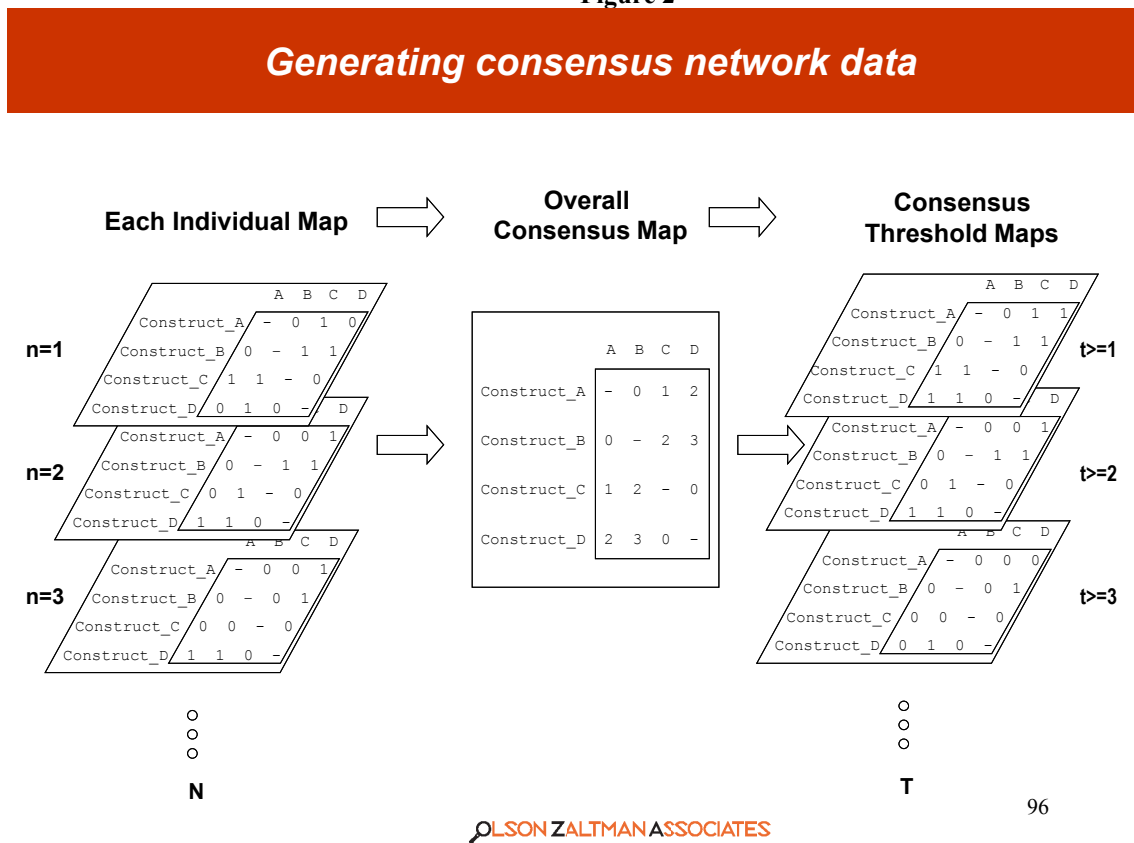 Figure 2
Generating consensus network data
Each Individual Map
Overall
Consensus Map
Consensus
Threshold Maps
n=1
A B C D
Construct_A - 0 1 0
Construct_B 0 - 1 1
Construct_C 1 1 - 0
Construct_D 0 1 0 -
n=2
D
Construct_A - 0 0 1
Construct_B 0 - 1 1
Construct_C 0 1 - 0
Construct_D 1 1 0 -
n=3
A B C D
Construct_A - 0 0 1
Construct_B 0 - 0 1
Construct_C 0 0 - 0
Construct_D 1 1 0 -
N
A B C D
Construct_A - 0 1 2
Construct_B 0 - 2 3
Construct_C 1 2 - 0
Construct_D 2 3 0 -
A B C D
Construct_A - 0 1 1
Construct_B 0 - 1 1
Construct_C 1 1 - 0
Construct_D 1 1 0 -
t>=1
D
Construct_A - 0 0 1
Construct_B 0 - 1 1
Construct_C 0 1 - 0
Construct_D 1 1 0 -
t>=2
A B C D
Construct_A - 0 0 0
Construct_B 0 - 0 1
Construct_C 0 0 - 0
Construct_D 0 1 0 -
t>=3
T
96
OLSON ZALTMAN ASSOCIATES